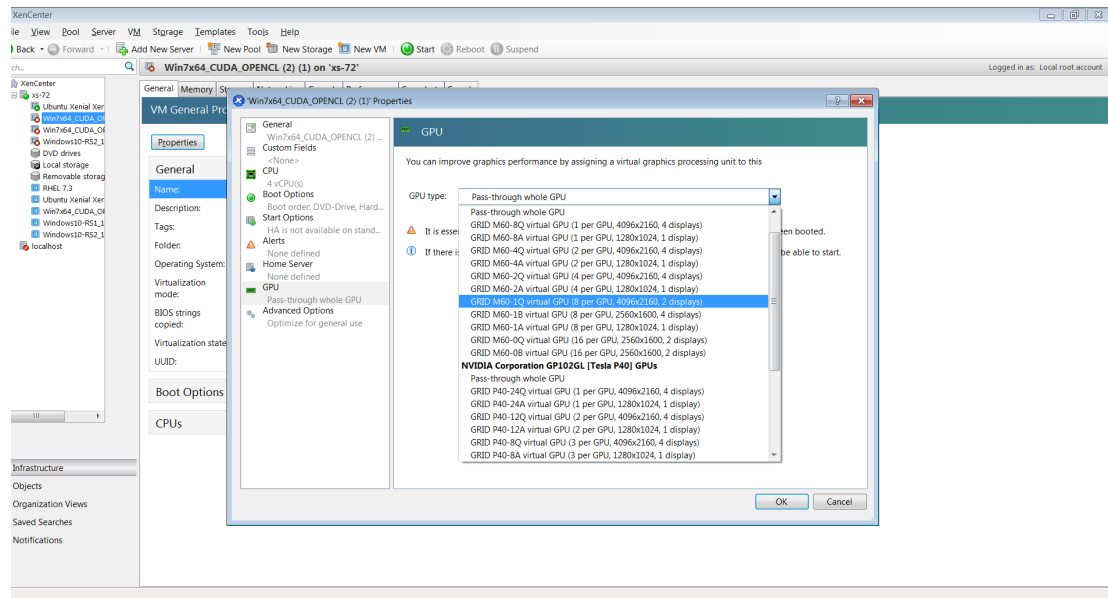 XenCenter
ile View Pool Server VM Storage Templates Tools Help
Back Forward Add New Server New Pool New Storage New VM Start Reboot Suspend
ch...
Win7x64_CUDA_OPENCL (2) (1) on 'xs-72'
Logged in as: Local root account
XenCenter
xs-72
Ubuntu Xenial Xer
Win7x64_CUDA_OI
Win7x64_CUDA_OI
Windows10-RS2_1
DVD drives
Local storage
Removable storag
RHEL 7.3
Ubuntu Xenial Xer
Win7x64_CUDA_OI
Windows10-RS1_1
Windows10-RS2_1
localhost
Infrastructure
Objects
Organization Views
Saved Searches
Notifications
General Memory
VM General Pro
Properties
General
Name:
Description:
Tags:
Folder:
Operating System:
Virtualization
mode:
BIOS strings
copied:
Virtualization state
UUID:
Boot Options
CPUs
'Win7x64_CUDA_OPENCL (2) (1)' Properties
General
Win7x64_CUDA_OPENCL (2) ...
Custom Fields
<None>
CPU
4 vCPU(s)
Boot Options
Boot order: DVD-Drive, Hard...
Start Options
HA is not available on stand...
Alerts
None defined
Home Server
None defined
GPU
Pass-through whole GPU
Advanced Options
Optimize for general use
GPU
You can improve graphics performance by assigning a virtual graphics processing unit to this
GPU type: Pass-through whole GPU
It is esse
en booted.
If there i
be able to start.
Pass-through whole GPU
GRID M60-8Q virtual GPU (1 per GPU, 4096x2160, 4 displays)
GRID M60-8A virtual GPU (1 per GPU, 1280x1024, 1 display)
GRID M60-4Q virtual GPU (2 per GPU, 4096x2160, 4 displays)
GRID M60-4A virtual GPU (2 per GPU, 1280x1024, 1 display)
GRID M60-2Q virtual GPU (4 per GPU, 4096x2160, 4 displays)
GRID M60-2A virtual GPU (4 per GPU, 1280x1024, 1 display)
GRID M60-1Q virtual GPU (8 per GPU, 4096x2160, 2 displays)
GRID M60-1B virtual GPU (8 per GPU, 2560x1600, 4 displays)
GRID M60-1A virtual GPU (8 per GPU, 1280x1024, 1 display)
GRID M60-0Q virtual GPU (16 per GPU, 2560x1600, 2 displays)
GRID M60-0B virtual GPU (16 per GPU, 2560x1600, 2 displays)
NVIDIA Corporation GP102GL [Tesla P40] GPUs
Pass-through whole GPU
GRID P40-24Q virtual GPU (1 per GPU, 4096x2160, 4 displays)
GRID P40-24A virtual GPU (1 per GPU, 1280x1024, 1 display)
GRID P40-12Q virtual GPU (2 per GPU, 4096x2160, 4 displays)
GRID P40-12A virtual GPU (2 per GPU, 1280x1024, 1 display)
GRID P40-8Q virtual GPU (3 per GPU, 4096x2160, 4 displays)
GRID P40-8A virtual GPU (3 per GPU, 1280x1024, 1 display)
OK Cancel